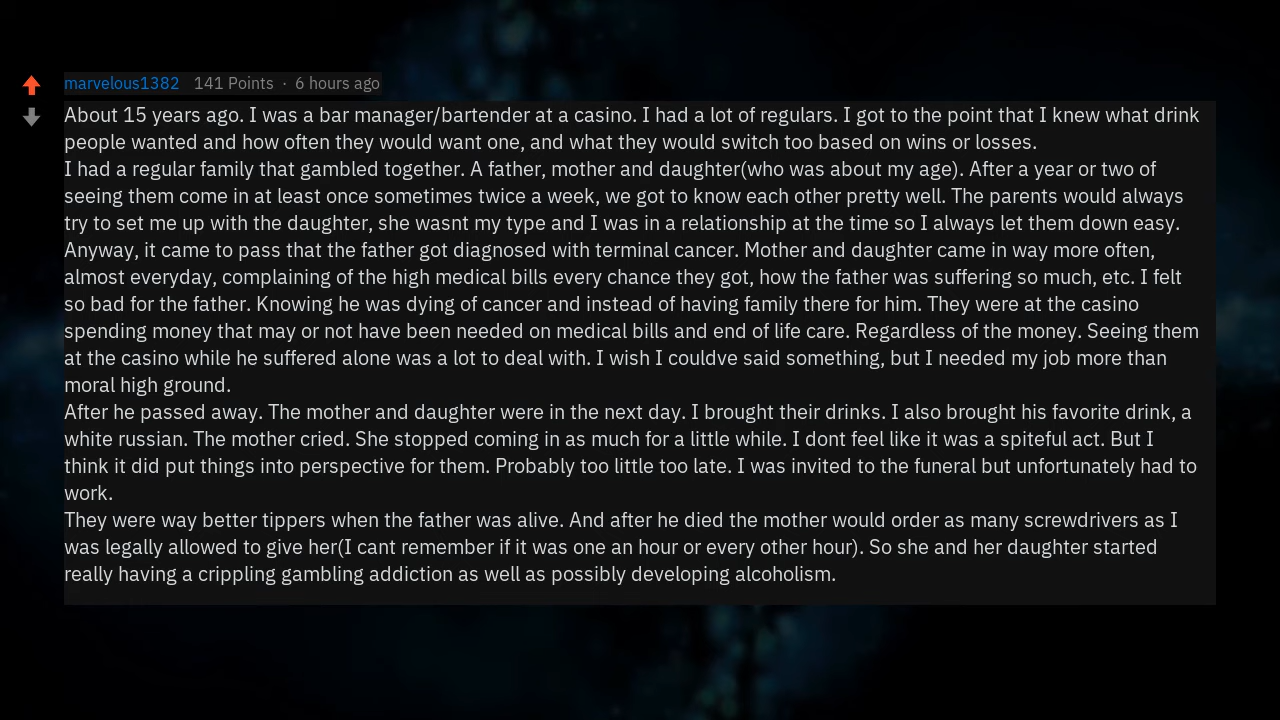 marvelous1382 141 Points · 6 hours ago
About 15 years ago. I was a bar manager/bartender at a casino. I had a lot of regulars. I got to the point that I knew what drink
people wanted and how often they would want one, and what they would switch too based on wins or losses.
I had a regular family that gambled together. A father, mother and daughter(who was about my age). After a year or two of
seeing them come in at least once sometimes twice a week, we got to know each other pretty well. The parents would always
try to set me up with the daughter, she wasnt my type and I was in a relationship at the time so I always let them down easy.
Anyway, it came to pass that the father got diagnosed with terminal cancer. Mother and daughter came in way more often,
almost everyday, complaining of the high medical bills every chance they got, how the father was suffering so much, etc. I felt
so bad for the father. Knowing he was dying of cancer and instead of having family there for him. They were at the casino
spending money that may or not have been needed on medical bills and end of life care. Regardless of the money. Seeing them
at the casino while he suffered alone was a lot to deal with. I wish I couldve said something, but I needed my job more than
moral high ground.
After he passed away. The mother and daughter were in the next day. I brought their drinks. I also brought his favorite drink, a
white russian. The mother cried. She stopped coming in as much for a little while. I dont feel like it was a spiteful act. But I
think it did put things into perspective for them. Probably too little too late. I was invited to the funeral but unfortunately had to
work.
They were way better tippers when the father was alive. And after he died the mother would order as many screwdrivers as I
was legally allowed to give her(I cant remember if it was one an hour or every other hour). So she and her daughter started
really having a crippling gambling addiction as well as possibly developing alcoholism.